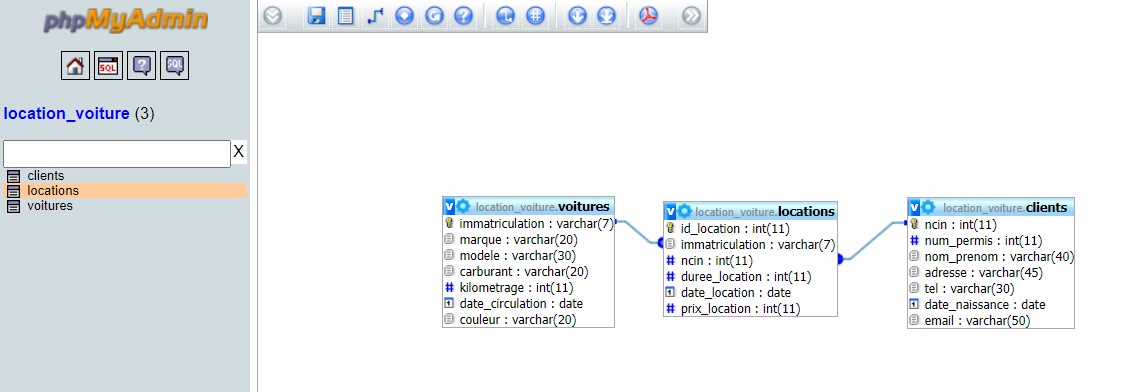 phpMyAdmin
SQL
?
SQL
location_voiture (3)
X
clients
locations
voitures
location_voiture.voitures
immatriculation : varchar(7)
marque : varchar(20)
modele : varchar(30)
carburant : varchar(20)
kilometrage : int(11)
date_circulation : date
couleur : varchar(20)
location_voiture.locations
id_location : int(11)
immatriculation : varchar(7)
ncin : int(11)
duree_location : int(11)
date_location : date
prix_location : int(11)
location_voiture.clients
ncin : int(11)
num_permis : int(11)
nom_prenom : varchar(40)
adresse : varchar(45)
tel : varchar(30)
date_naissance : date
email : varchar(50)